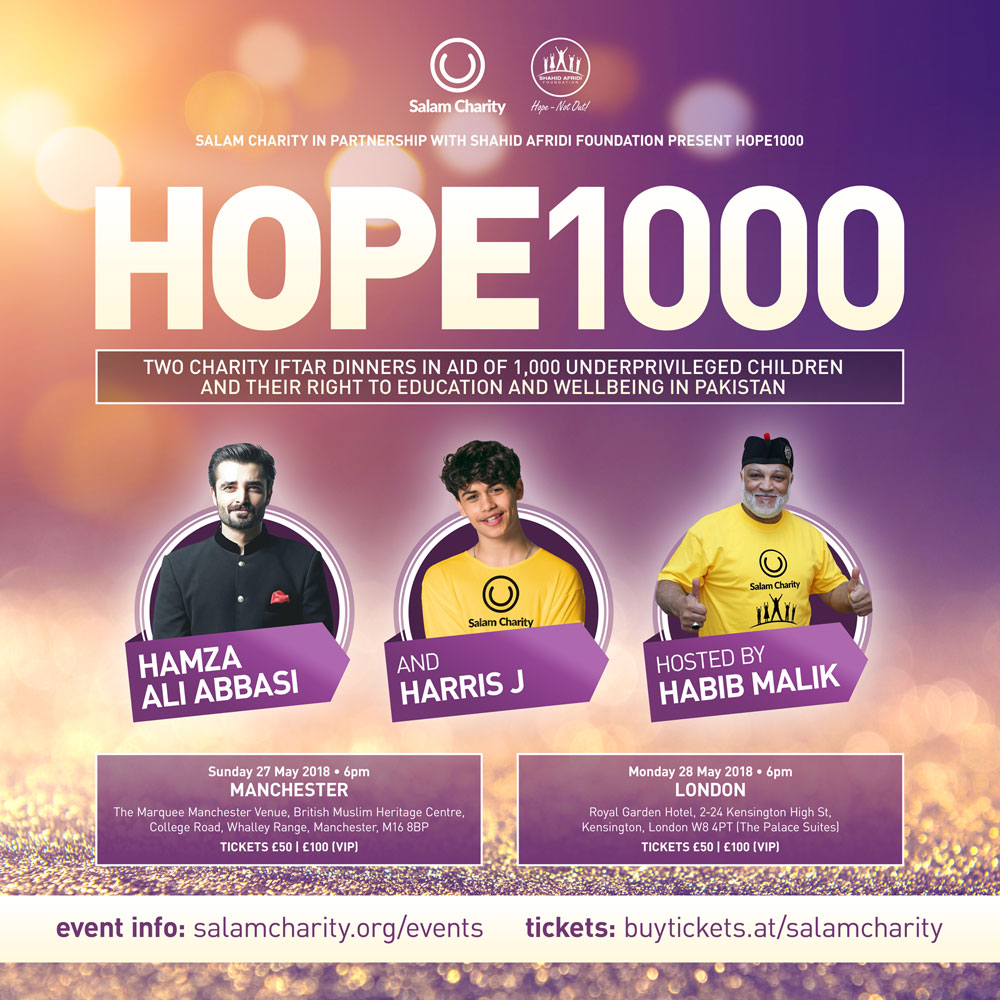 Salam Charity
SHAHID AFRIDI
FOUNDATION
Hope - Not Out!
SALAM CHARITY IN PARTNERSHIP WITH SHAHID AFRIDI FOUNDATION PRESENT HOPE1000
HOPE1000
TWO CHARITY IFTAR DINNERS IN AID OF 1,000 UNDERPRIVILEGED CHILDREN
AND THEIR RIGHT TO EDUCATION AND WELLBEING IN PAKISTAN
HAMZA
ALI ABBASI
Salam Charity
AND
HARRIS J
Salam Charity
HOSTED BY
HABIB MALIK
Sunday 27 May 2018 • 6pm
MANCHESTER
The Marquee Manchester Venue, British Muslim Heritage Centre,
College Road, Whalley Range, Manchester, M16 8BP
TICKETS £50 | £100 (VIP)
Monday 28 May 2018 • 6pm
LONDON
Royal Garden Hotel, 2-24 Kensington High St,
Kensington, London W8 4PT (The Palace Suites)
TICKETS £50 | £100 (VIP)
event info: salamcharity.org/events
tickets: buytickets.at/salamcharity